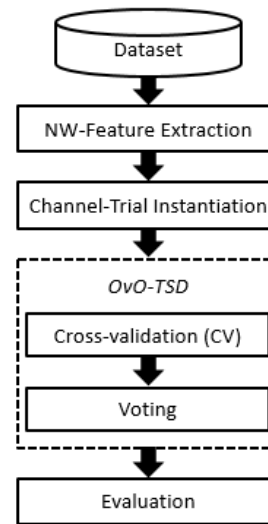 Dataset
NW-Feature Extraction
Channel-Trial Instantiation
OvO-TSD
Cross-validation (CV)
Voting
Evaluation